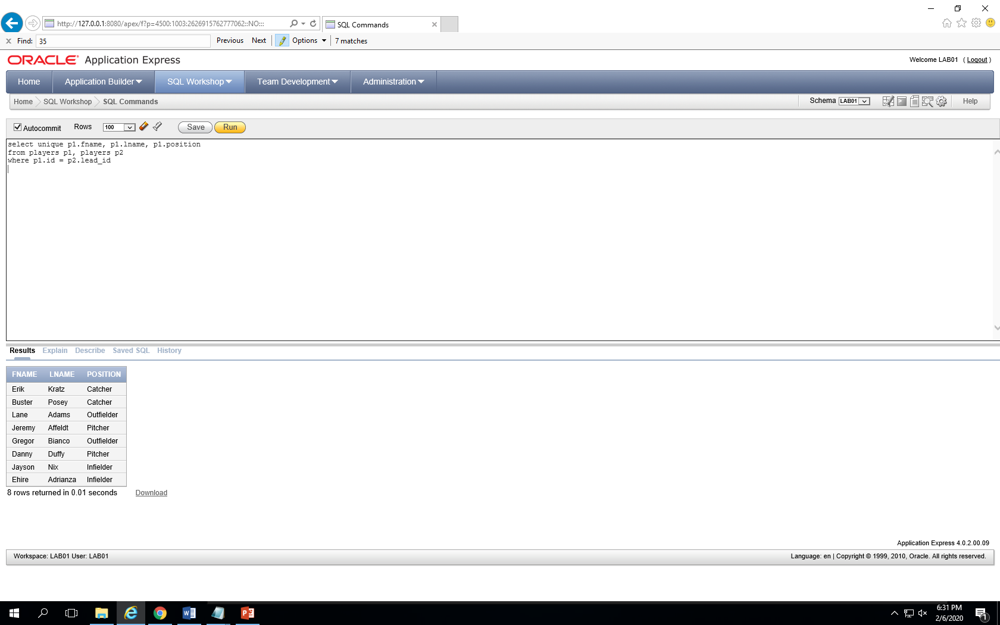 http://127.0.0.1:8080/apex/f?p=4500:1003:2626915762777062::NO:::
SQL Commands
x Find: 35 Previous Next Options 7 matches
ORACLE® Application Express
Welcome LAB01 ( Logout )
Home Application Builder SQL Workshop Team Development Administration
Home SQL Workshop SQL Commands Schema LAB01 Help
Autocommit Rows 100 Save Run
select unique p1.fname, p1.lname, p1.position
from players p1, players p2
where p1.id = p2.lead_id
Results Explain Describe Saved SQL History
FNAME LNAME POSITION
Erik Kratz Catcher
Buster Posey Catcher
Lane Adams Outfielder
Jeremy Affeldt Pitcher
Gregor Bianco Outfielder
Danny Duffy Pitcher
Jayson Nix Infielder
Ehire Adrianza Infielder
8 rows returned in 0.01 seconds Download
Application Express 4.0.2.00.09
Workspace: LAB01 User: LAB01 Language: en | Copyright © 1999, 2010, Oracle. All rights reserved.
6:31 PM
2/6/2020
1